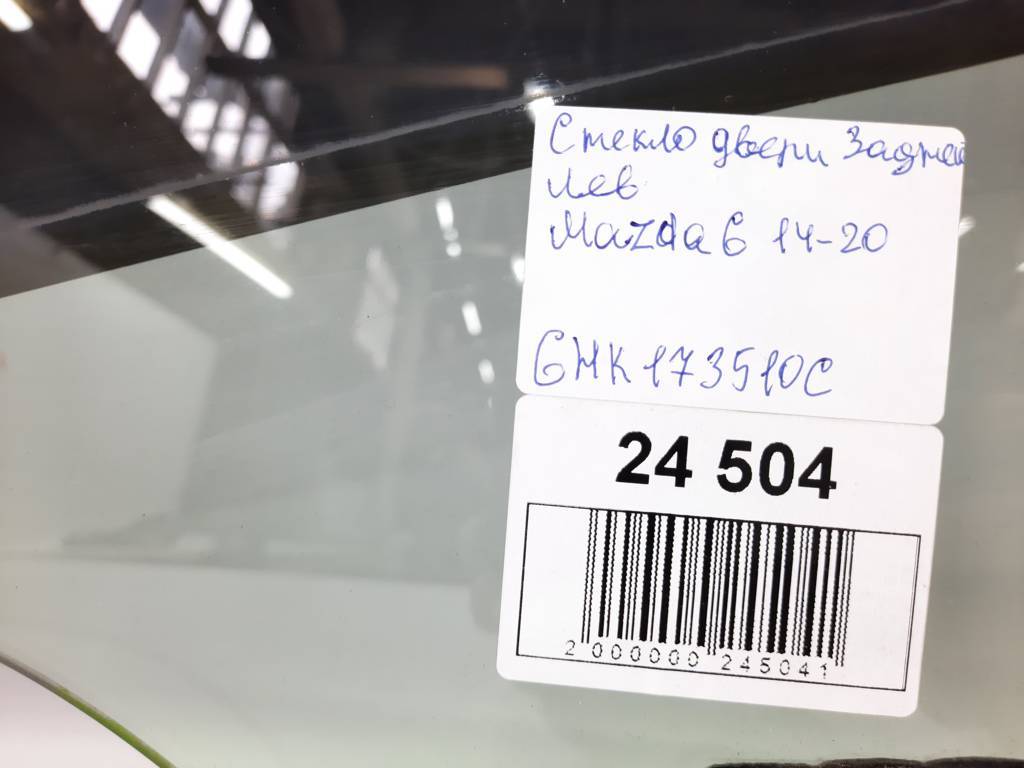 Стекло двери задней
лев
Mazda 6 14-20
GHK173510C
24 504
2 000000 245041